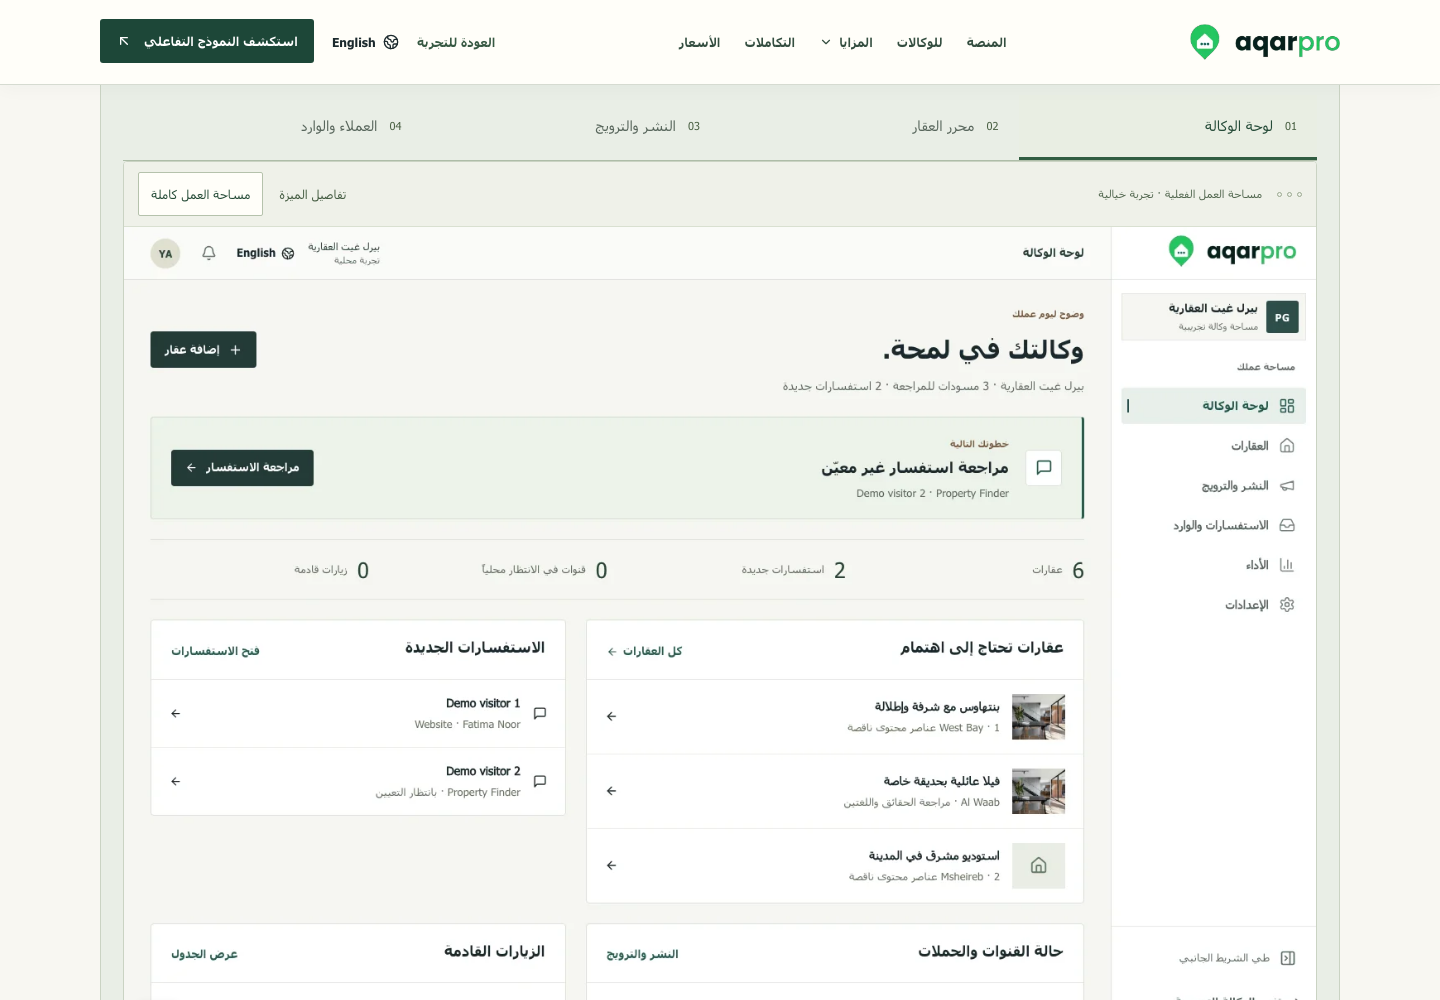 aqarpro
المنصة
للوكالات
المزايا
التكاملات
الأسعار
العودة للتجربة
English
استكشف النموذج التفاعلي
01 لوحة الوكالة
02 محرر العقار
03 النشر والترويج
04 العملاء والوارد
مساحة العمل الفعلية · تجربة خيالية
تفاصيل الميزة
مساحة العمل كاملة
aqarpro
لوحة الوكالة
بيرل غيت العقارية
تجربة محلية
English
YA
PG
بيرل غيت العقارية
مساحة وكالة تجريبية
مساحة عملك
لوحة الوكالة
العقارات
النشر والترويج
الاستفسارات والوارد
الأداء
الإعدادات
طي الشريط الجانبي
وضوح ليوم عملك
وكالتك في لمحة.
بيرل غيت العقارية · 3 مسودات للمراجعة · 2 استفسارات جديدة
إضافة عقار
خطوتك التالية
مراجعة استفسار غير معيّن
Demo visitor 2 · Property Finder
مراجعة الاستفسار
6 عقارات
2 استفسارات جديدة
0 قنوات في الانتظار محلياً
0 زيارات قادمة
عقارات تحتاج إلى اهتمام
كل العقارات
بنتهاوس مع شرفة وإطلالة
West Bay · 1 عناصر محتوى ناقصة
فيلا عائلية بحديقة خاصة
Al Waab · مراجعة الحقائق واللغتين
استوديو مشرق في المدينة
Msheireb · 2 عناصر محتوى ناقصة
الاستفسارات الجديدة
فتح الاستفسارات
Demo visitor 1
Website · Fatima Noor
Demo visitor 2
Property Finder · بانتظار التعيين
حالة القنوات والحملات
النشر والترويج
الزيارات القادمة
عرض الجدول